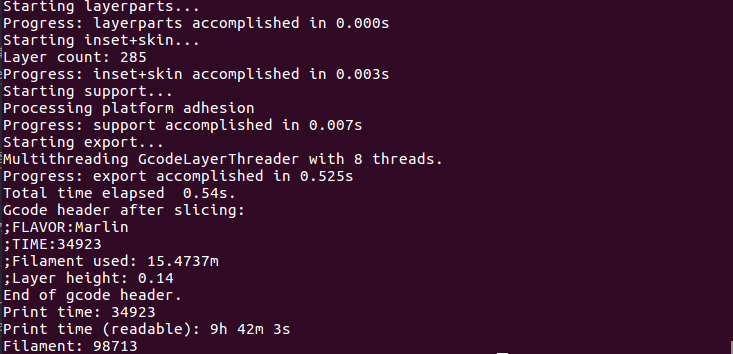 Starting layerparts...
Progress: layerparts accomplished in 0.000s
Starting inset+skin...
Layer count: 285
Progress: inset+skin accomplished in 0.003s
Starting support...
Processing platform adhesion
Progress: support accomplished in 0.007s
Starting export...
Multithreading GcodeLayerThreader with 8 threads.
Progress: export accomplished in 0.525s
Total time elapsed  0.54s.
Gcode header after slicing:
;FLAVOR:Marlin
;TIME:34923
;Filament used: 15.4737m
;Layer height: 0.14
End of gcode header.
Print time: 34923
Print time (readable): 9h 42m 3s
Filament: 98713